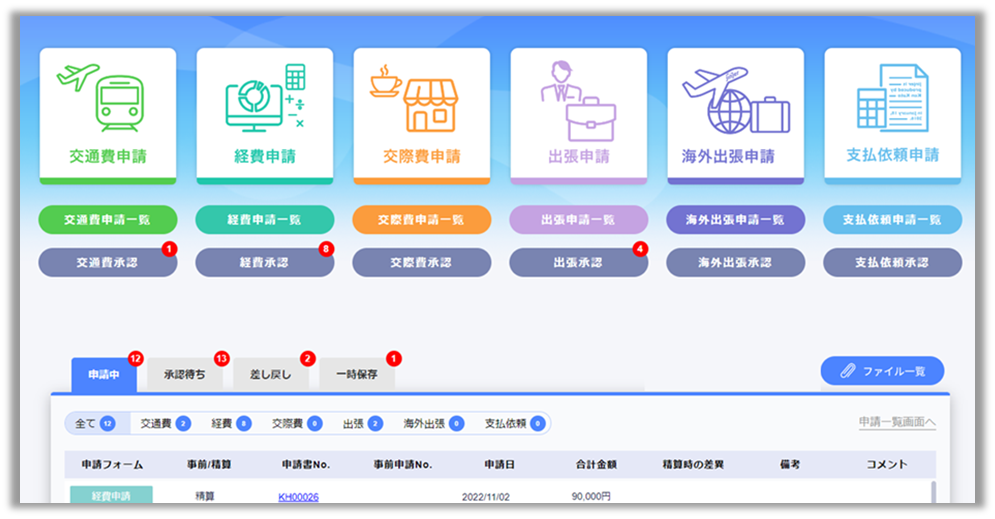 交通費申請
経費申請
交際費申請
出張申請
海外出張申請
支払依頼申請
交通費申請一覧
経費申請一覧
交際費申請一覧
出張申請一覧
海外出張申請一覧
支払依頼申請一覧
交通費承認 1
経費承認 8
交際費承認
出張承認 4
海外出張承認
支払依頼承認
申請中 12
承認待ち 13
差し戻し 2
一時保存 1
ファイル一覧
全て 12 交通費 2 経費 8 交際費 0 出張 2 海外出張 0 支払依頼 0
申請一覧画面へ
申請フォーム 事前/精算 申請書No. 事前申請No. 申請日 合計金額 精算時の差異 備考 コメント
経費申請 精算 KH00026 2022/11/02 90,000円